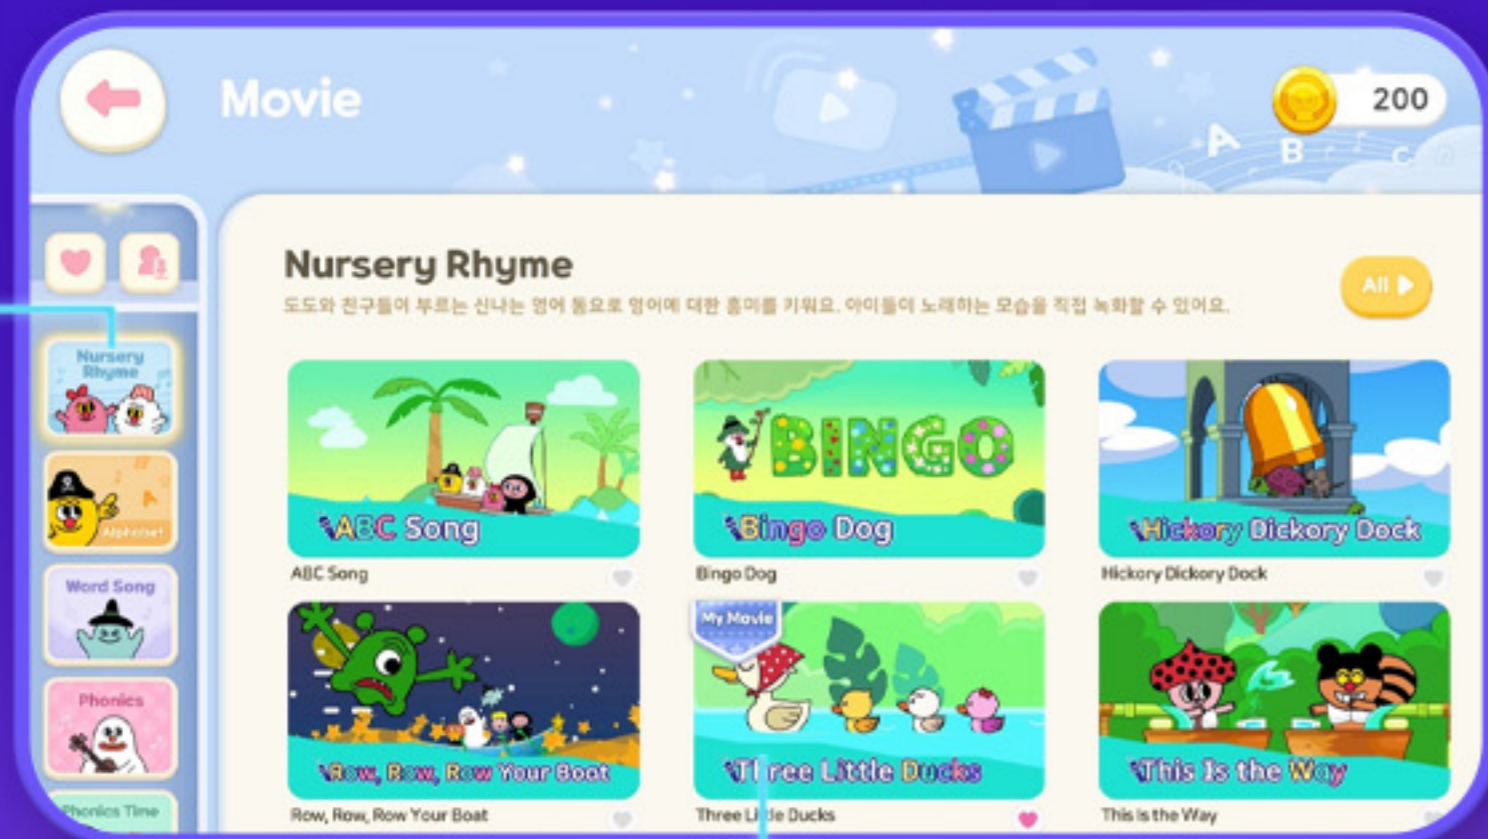 Movie
200
A B C
Nursery Rhyme
도도와 친구들이 부르는 신나는 영어 동요로 영어에 대한 흥미를 키워요. 아이들이 노래하는 모습을 직접 녹화할 수 있어요.
All
Nursery
Rhyme
Alphabet
Word Song
Phonics
Phonics Time
ABC Song
ABC Song
BINGO
Bingo Dog
Bingo Dog
Hickory Dickory Dock
Hickory Dickory Dock
Row, Row, Row Your Boat
Row, Row, Row Your Boat
My Movie
Three Little Ducks
Three Little Ducks
This Is the Way
This Is the Way